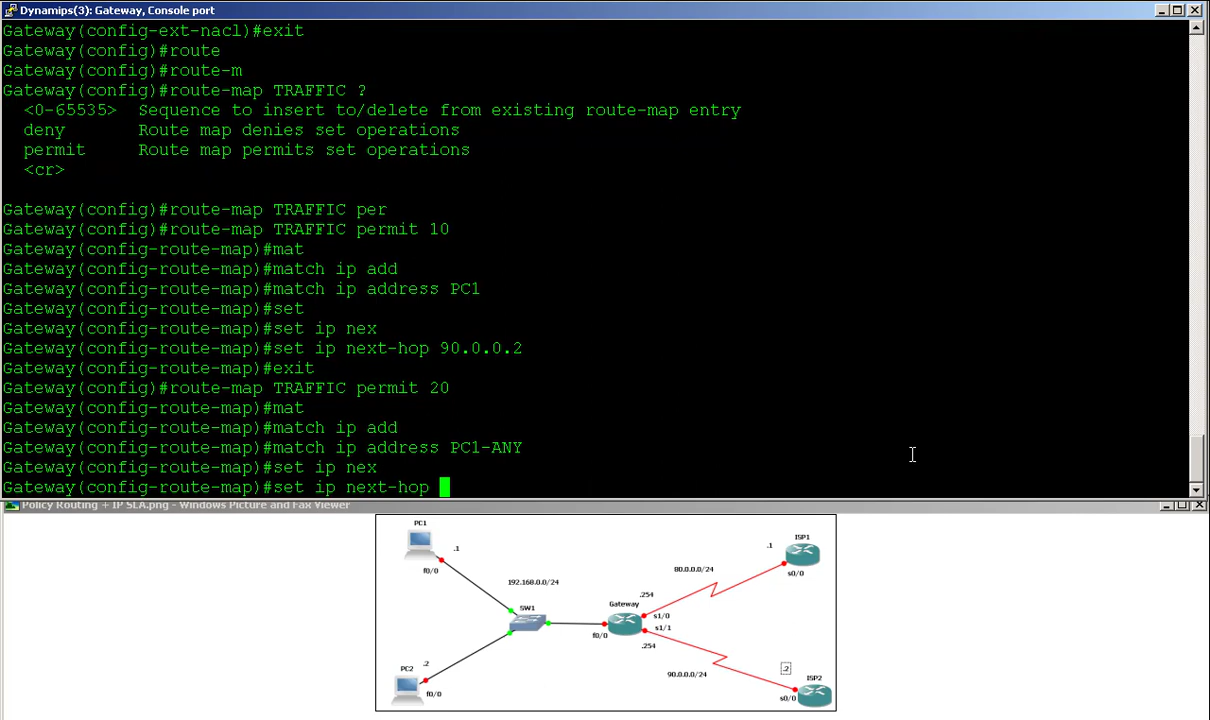 Dynamips(3): Gateway, Console port
Gateway(config-ext-nacl)#exit
Gateway(config)#route
Gateway(config)#route-m
Gateway(config)#route-map TRAFFIC ?
<0-65535>  Sequence to insert to/delete from existing route-map entry
deny       Route map denies set operations
permit     Route map permits set operations
<cr>
Gateway(config)#route-map TRAFFIC per
Gateway(config)#route-map TRAFFIC permit 10
Gateway(config-route-map)#mat
Gateway(config-route-map)#match ip add
Gateway(config-route-map)#match ip address PC1
Gateway(config-route-map)#set
Gateway(config-route-map)#set ip nex
Gateway(config-route-map)#set ip next-hop 90.0.0.2
Gateway(config-route-map)#exit
Gateway(config)#route-map TRAFFIC permit 20
Gateway(config-route-map)#mat
Gateway(config-route-map)#match ip add
Gateway(config-route-map)#match ip address PC1-ANY
Gateway(config-route-map)#set ip nex
Gateway(config-route-map)#set ip next-hop
Policy Routing + IP SLA.png - Windows Picture and Fax Viewer
PC1
.1
f0/0
192.168.0.0/24
SW1
PC2
.2
f0/0
f0/0
Gateway
.254
s1/0
s1/1
.254
80.0.0.0/24
.1
ISP1
s0/0
90.0.0.0/24
.2
ISP2
s0/0